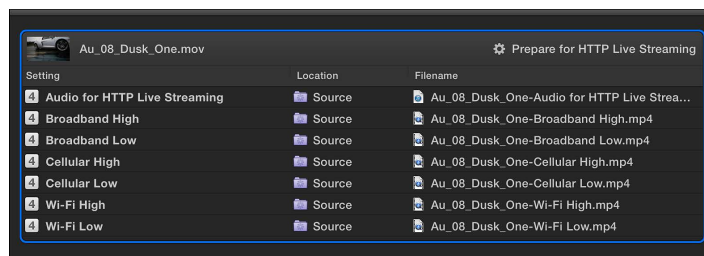 Au_08_Dusk_One.mov Prepare for HTTP Live Streaming
Setting Location Filename
4 Audio for HTTP Live Streaming Source Au_08_Dusk_One-Audio for HTTP Live Strea...
4 Broadband High Source Au_08_Dusk_One-Broadband High.mp4
4 Broadband Low Source Au_08_Dusk_One-Broadband Low.mp4
4 Cellular High Source Au_08_Dusk_One-Cellular High.mp4
4 Cellular Low Source Au_08_Dusk_One-Cellular Low.mp4
4 Wi-Fi High Source Au_08_Dusk_One-Wi-Fi High.mp4
4 Wi-Fi Low Source Au_08_Dusk_One-Wi-Fi Low.mp4